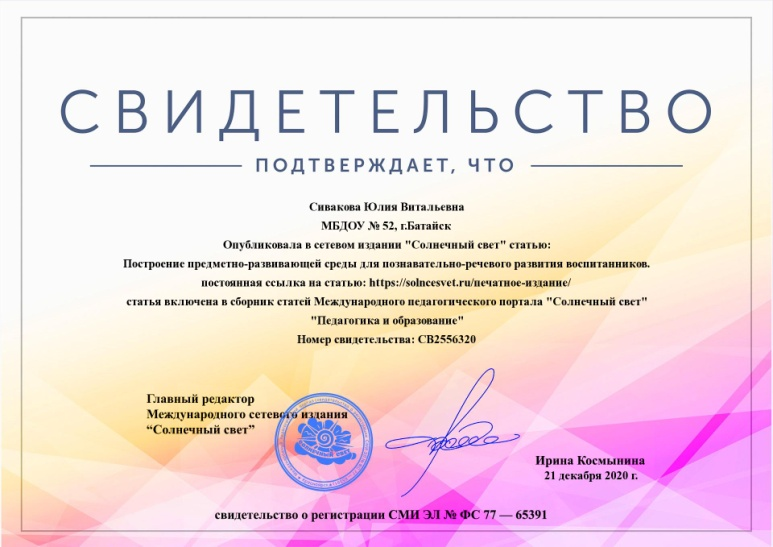 СВИДЕТЕЛЬСТВО
ПОДТВЕРЖДАЕТ, ЧТО
Сивакова Юлия Витальевна
МБДОУ № 52, г.Батайск
Опубликовала в сетевом издании "Солнечный свет" статью:
Построение предметно-развивающей среды для познавательно-речевого развития воспитанников.
постоянная ссылка на статью: https://solncesvet.ru/печатное-издание/
статья включена в сборник статей Международного педагогического портала "Солнечный свет"
"Педагогика и образование"
Номер свидетельства: СВ2556320
Главный редактор
Международного сетевого издания
“Солнечный свет”
Ирина Космынина
21 декабря 2020 г.
свидетельство о регистрации СМИ ЭЛ № ФС 77 — 65391